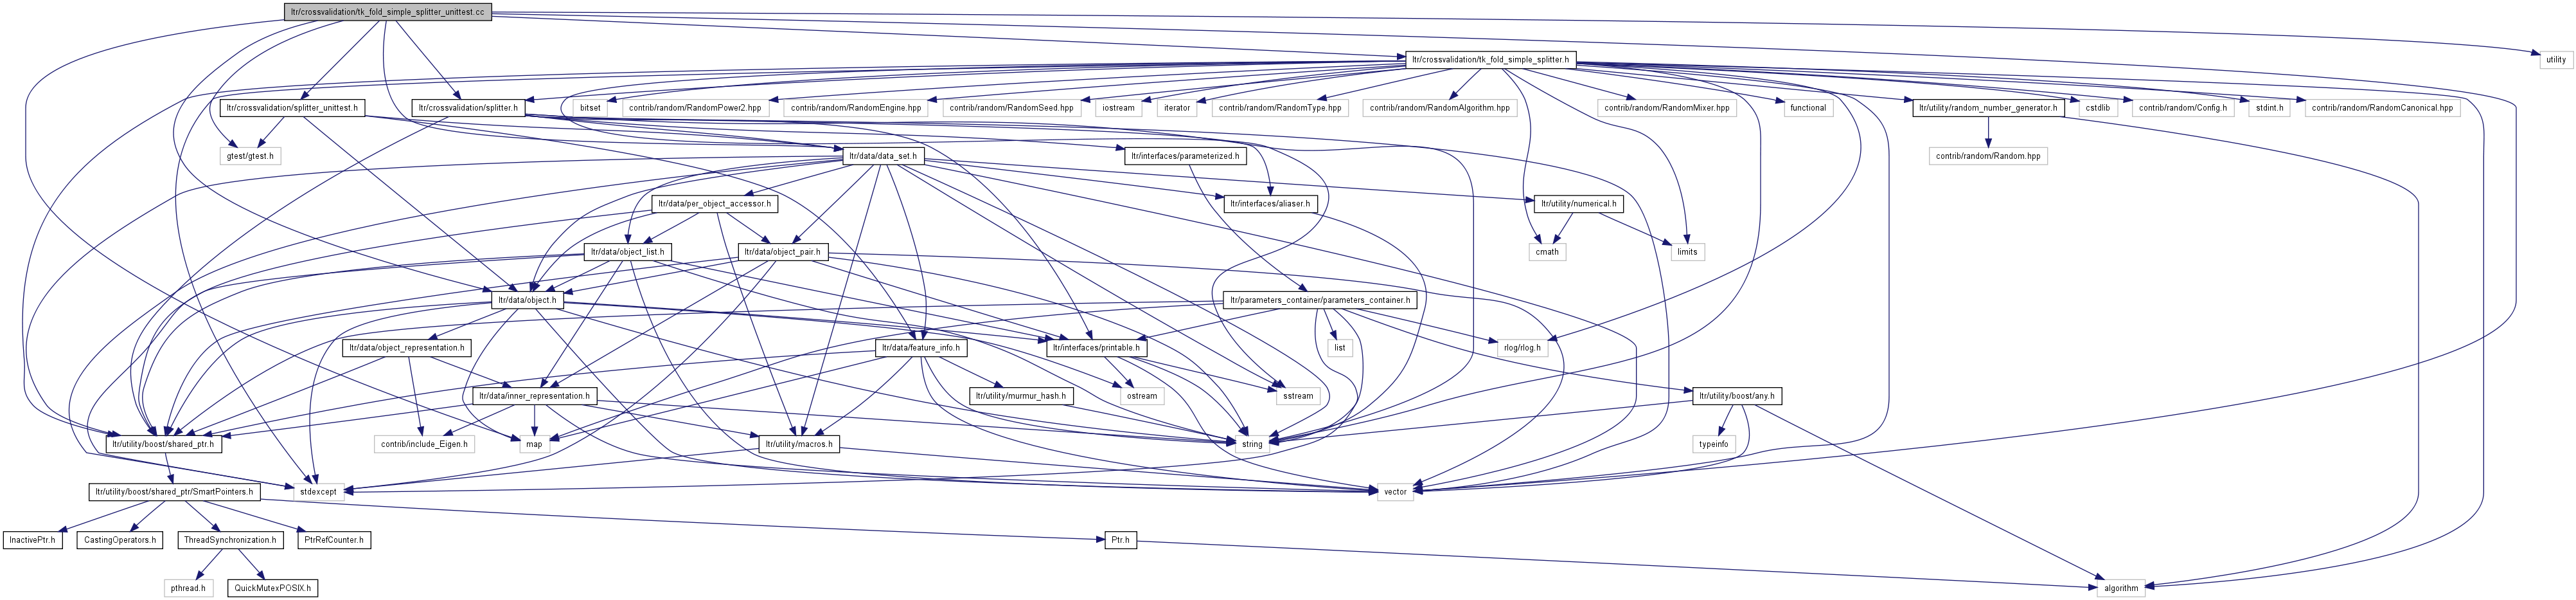 ltr/crossvalidation/tk_fold_simple_splitter_unittest.cc
ltr/crossvalidation/tk_fold_simple_splitter.h
utility
ltr/crossvalidation/splitter_unittest.h
ltr/crossvalidation/splitter.h
bitset
contrib/random/RandomPower2.hpp
contrib/random/RandomEngine.hpp
contrib/random/RandomSeed.hpp
iostream
iterator
contrib/random/RandomType.hpp
contrib/random/RandomAlgorithm.hpp
contrib/random/RandomMixer.hpp
functional
ltr/utility/random_number_generator.h
cstdlib
contrib/random/Config.h
stdint.h
contrib/random/RandomCanonical.hpp
gtest/gtest.h
ltr/data/data_set.h
ltr/interfaces/parameterized.h
contrib/random/Random.hpp
ltr/data/per_object_accessor.h
ltr/interfaces/aliaser.h
ltr/utility/numerical.h
ltr/data/object_list.h
ltr/data/object_pair.h
cmath
limits
ltr/data/object.h
ltr/parameters_container/parameters_container.h
ltr/data/object_representation.h
ltr/data/feature_info.h
ltr/interfaces/printable.h
list
rlog/rlog.h
ltr/data/inner_representation.h
ltr/utility/murmur_hash.h
ostream
sstream
ltr/utility/boost/any.h
ltr/utility/boost/shared_ptr.h
contrib/include_Eigen.h
map
ltr/utility/macros.h
string
typeinfo
ltr/utility/boost/shared_ptr/SmartPointers.h
stdexcept
vector
InactivePtr.h
CastingOperators.h
ThreadSynchronization.h
PtrRefCounter.h
Ptr.h
pthread.h
QuickMutexPOSIX.h
algorithm